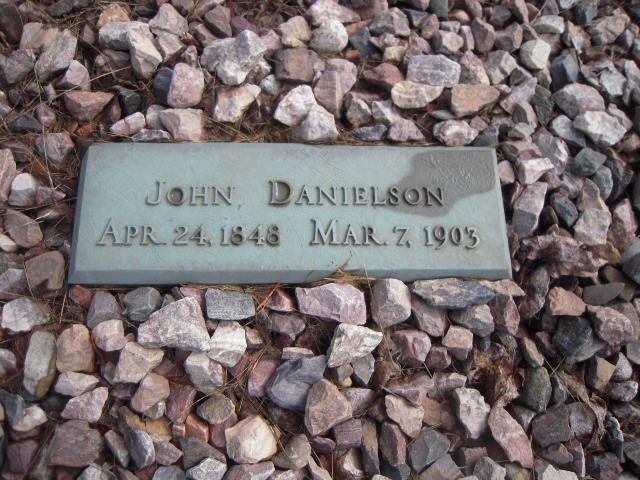 John Danielson
Apr. 24, 1848 Mar. 7, 1903